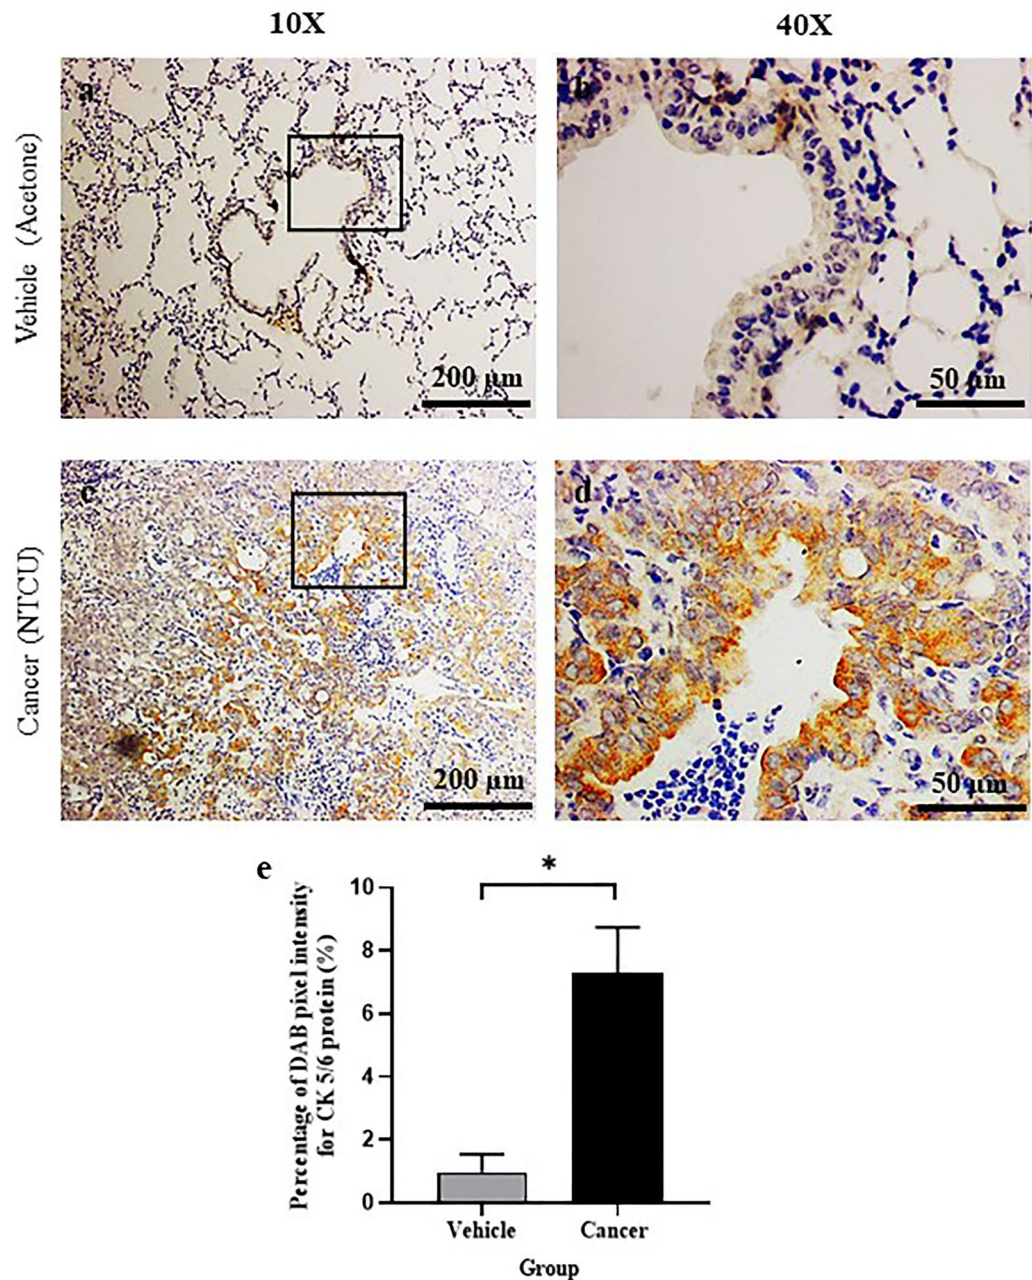 10X
40X
Vehicle (Acetone)
a
b
200 µm
50 µm
Cancer (NTCU)
c
d
200 µm
50 µm
e
*
Percentage of DAB pixel intensity
for CK 5/6 protein (%)
10
8
6
4
2
0
Vehicle
Cancer
Group